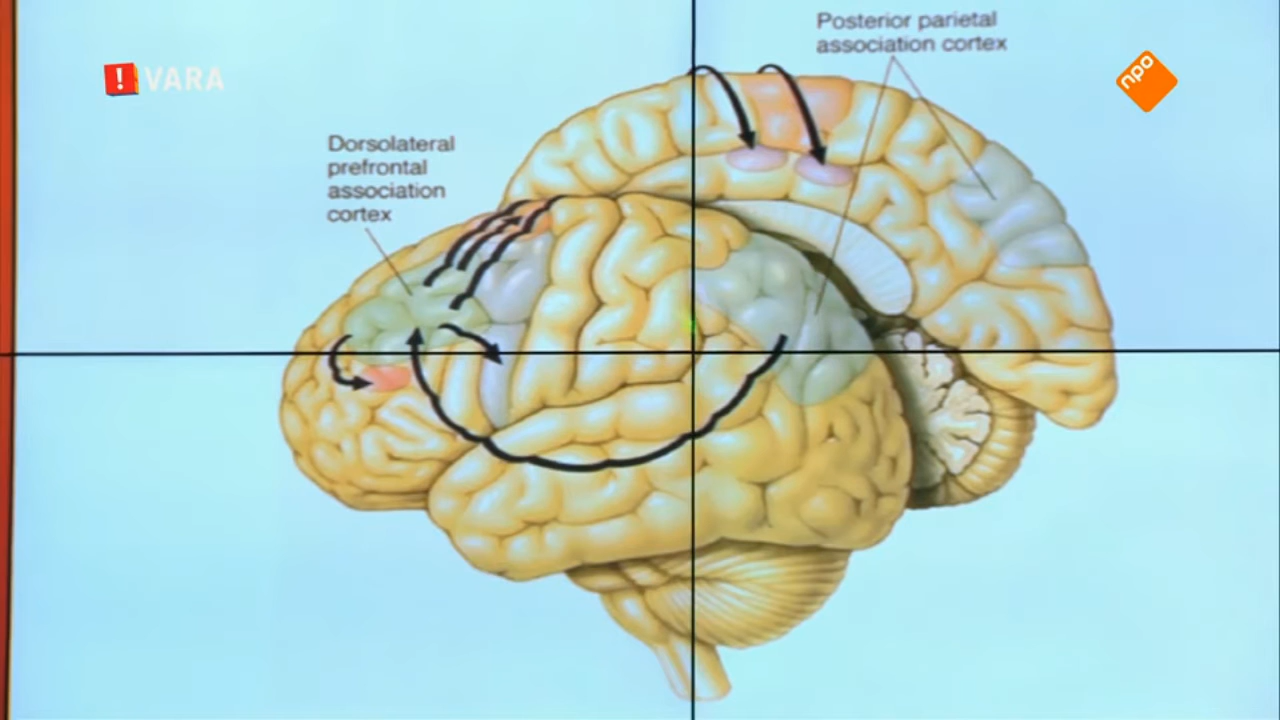 Posterior parietal
association cortex
! VARA
npo
Dorsolateral
prefrontal
association
cortex